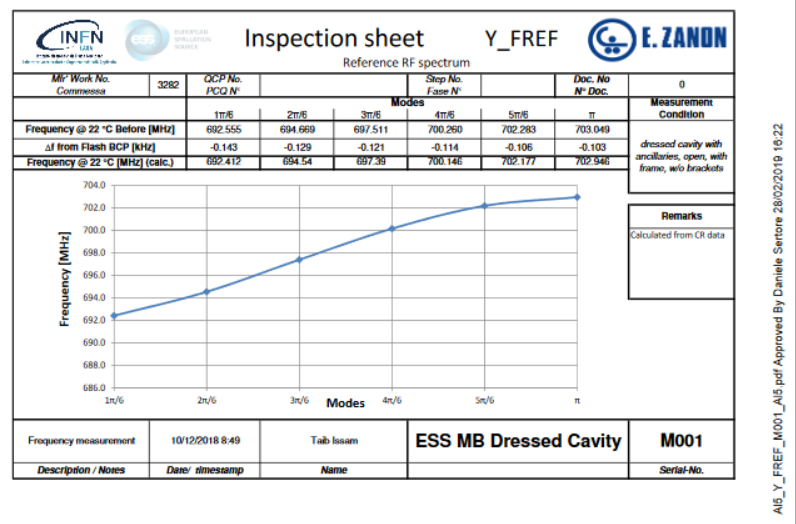 INFN
LASA
ess
EUROPEAN
SPALLATION
SOURCE
Inspection sheet Y_FREF
Reference RF spectrum
E. ZANON
Mfr' Work No.
Commessa
3282
QCP No.
PCQ N°
Step No.
Fase N°
Doc. No
N° Doc.
0
Modes
1π/6 2π/6 3π/6 4π/6 5π/6 π
Frequency @ 22 °C Before [MHz] 692.555 694.669 697.511 700.260 702.283 703.049
Δf from Flash BCP [kHz] -0.143 -0.129 -0.121 -0.114 -0.106 -0.103
Frequency @ 22 °C [MHz] (calc.) 692.412 694.54 697.39 700.146 702.177 702.946
Measurement
Condition
dressed cavity with
ancillaries, open, with
frame, w/o brackets
Remarks
Calculated from CR data
Frequency [MHz]
704.0
702.0
700.0
698.0
696.0
694.0
692.0
690.0
688.0
686.0
1π/6 2π/6 3π/6 4π/6 5π/6 π
Modes
Frequency measurement 10/12/2018 8:49 Taib Issam ESS MB Dressed Cavity M001
Description / Notes Date/ timestamp Name Serial-No.
AI5_Y_FREF_M001_AI5.pdf Approved By Daniele Sertore 28/02/2019 16:22